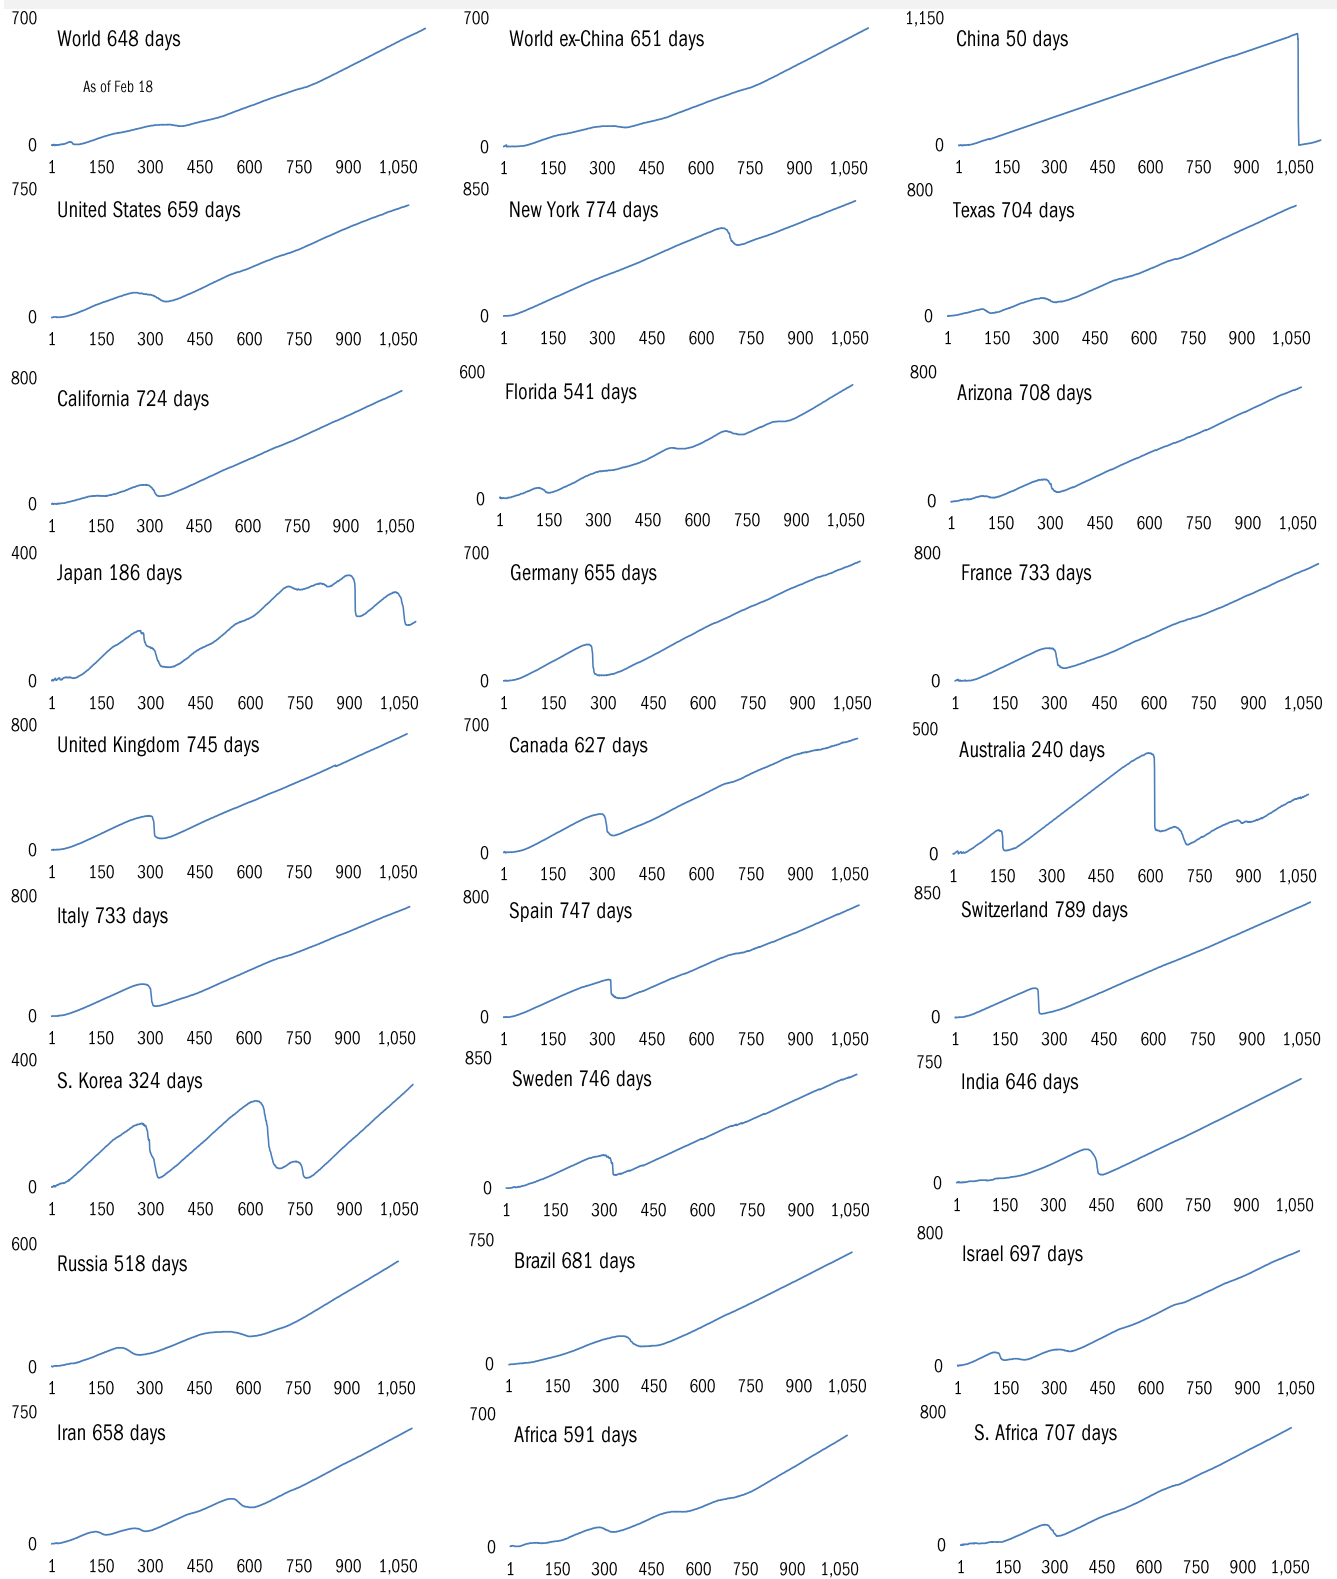 700
World 648 days
As of Feb 18
0
1 150 300 450 600 750 900 1,050
700
World ex-China 651 days
0
1 150 300 450 600 750 900 1,050
1,150
China 50 days
0
1 150 300 450 600 750 900 1,050
750
United States 659 days
0
1 150 300 450 600 750 900 1,050
850
New York 774 days
0
1 150 300 450 600 750 900 1,050
800
Texas 704 days
0
1 150 300 450 600 750 900 1,050
800
California 724 days
0
1 150 300 450 600 750 900 1,050
600
Florida 541 days
0
1 150 300 450 600 750 900 1,050
800
Arizona 708 days
0
1 150 300 450 600 750 900 1,050
400
Japan 186 days
0
1 150 300 450 600 750 900 1,050
700
Germany 655 days
0
1 150 300 450 600 750 900 1,050
800
France 733 days
0
1 150 300 450 600 750 900 1,050
800
United Kingdom 745 days
0
1 150 300 450 600 750 900 1,050
700
Canada 627 days
0
1 150 300 450 600 750 900 1,050
500
Australia 240 days
0
1 150 300 450 600 750 900 1,050
800
Italy 733 days
0
1 150 300 450 600 750 900 1,050
800
Spain 747 days
0
1 150 300 450 600 750 900 1,050
850
Switzerland 789 days
0
1 150 300 450 600 750 900 1,050
400
S. Korea 324 days
0
1 150 300 450 600 750 900 1,050
850
Sweden 746 days
0
1 150 300 450 600 750 900 1,050
750
India 646 days
0
1 150 300 450 600 750 900 1,050
600
Russia 518 days
0
1 150 300 450 600 750 900 1,050
750
Brazil 681 days
0
1 150 300 450 600 750 900 1,050
800
Israel 697 days
0
1 150 300 450 600 750 900 1,050
750
Iran 658 days
0
1 150 300 450 600 750 900 1,050
700
Africa 591 days
0
1 150 300 450 600 750 900 1,050
800
S. Africa 707 days
0
1 150 300 450 600 750 900 1,050